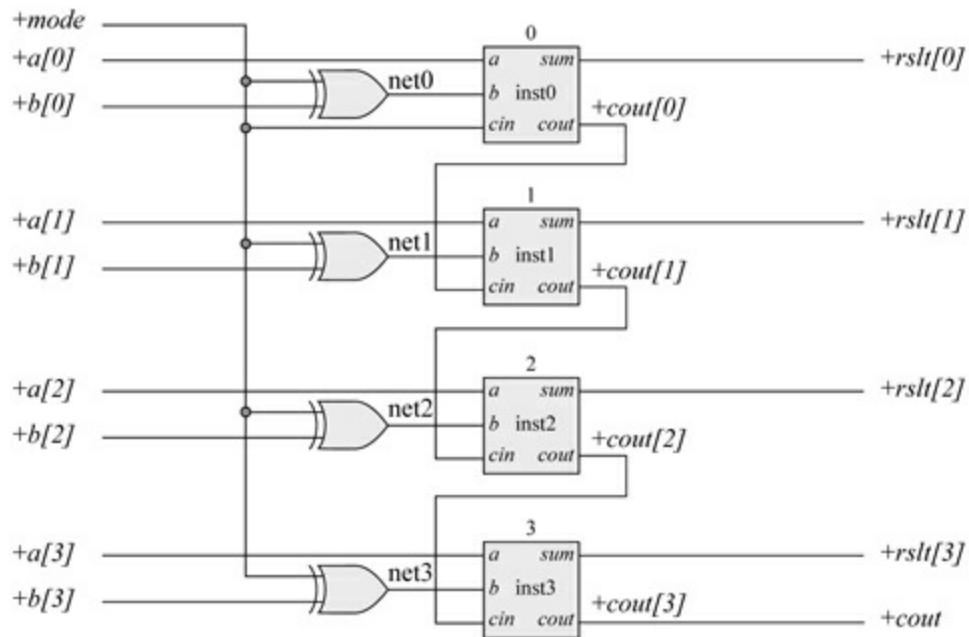 +mode
0
+a[0]
a sum
+rslt[0]
net0
b inst0
+b[0]
+cout[0]
cin cout
1
+a[1]
a sum
+rslt[1]
net1
b inst1
+b[1]
+cout[1]
cin cout
2
+a[2]
a sum
+rslt[2]
net2
b inst2
+b[2]
+cout[2]
cin cout
3
+a[3]
a sum
+rslt[3]
net3
b inst3
+b[3]
+cout[3]
cin cout
+cout